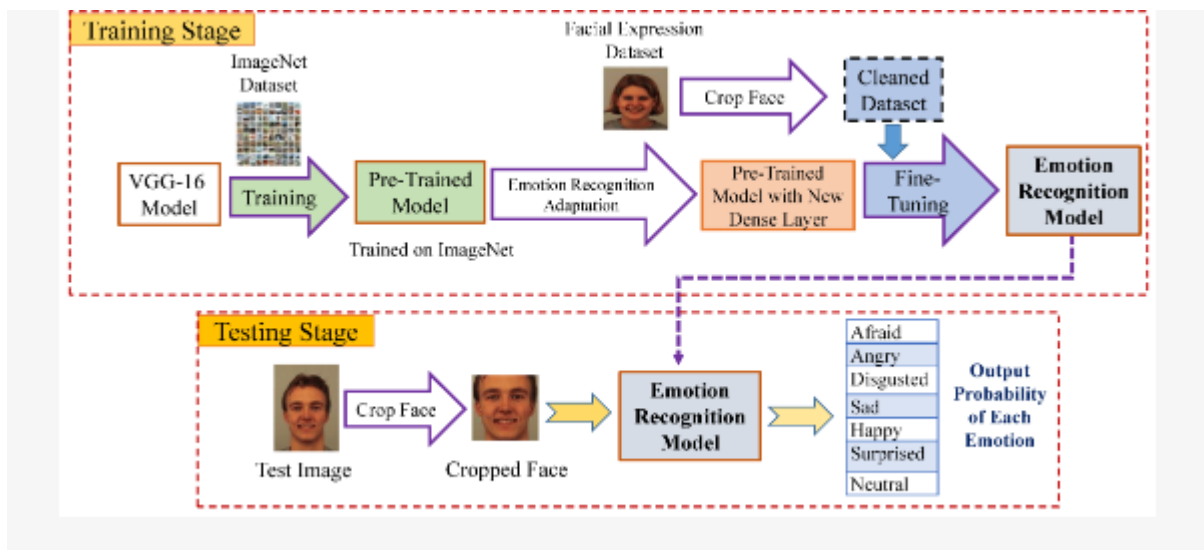 Training Stage
ImageNet
Dataset
Facial Expression
Dataset
Crop Face
Cleaned
Dataset
VGG-16
Model
Training
Pre-Trained
Model
Trained on ImageNet
Emotion Recognition
Adaptation
Pre-Trained
Model with New
Dense Layer
Fine-
Tuning
Emotion
Recognition
Model
Testing Stage
Test Image
Crop Face
Cropped Face
Emotion
Recognition
Model
Afraid
Angry
Disgusted
Sad
Happy
Surprised
Neutral
Output
Probability
of Each
Emotion